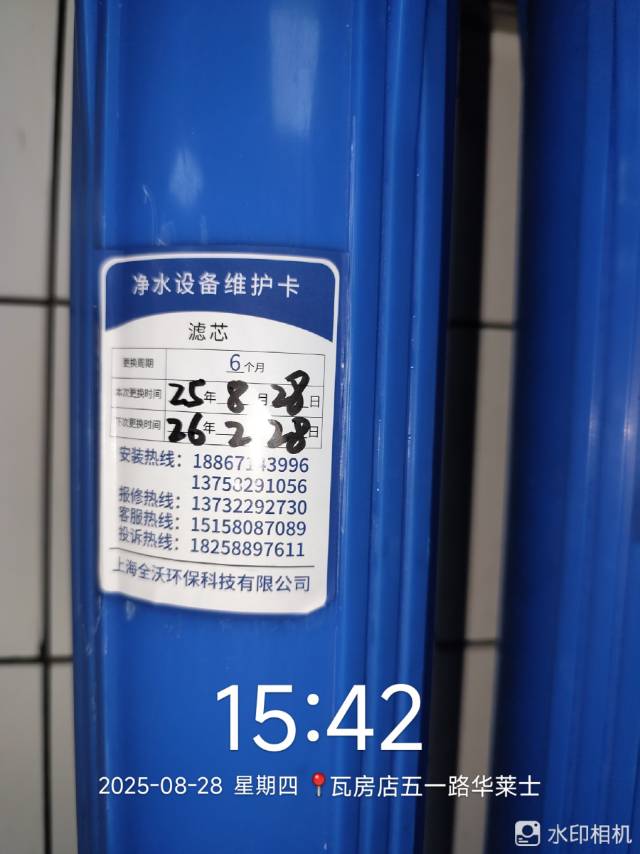 净水设备维护卡
滤芯
更换周期 6个月
本次更换时间 25年8月28日
下次更换时间 26年2 28日
安装热线：18867143996
13758291056
报修热线：13732292730
客服热线：15158087089
投诉热线：18258897611
上海全沃环保科技有限公司
15:42
2025-08-28 星期四 瓦房店五一路华莱士
水印相机